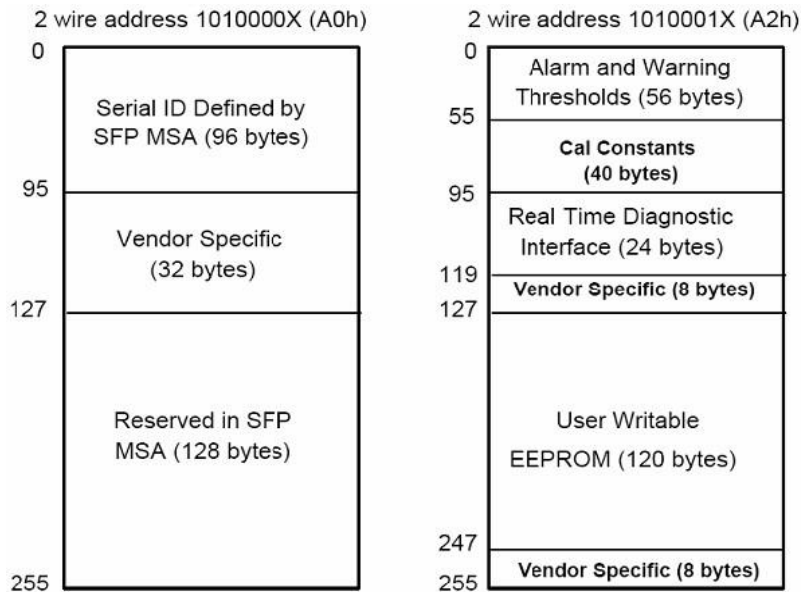 2 wire address 1010000X (A0h)
0
Serial ID Defined by
SFP MSA (96 bytes)
95
Vendor Specific
(32 bytes)
127
Reserved in SFP
MSA (128 bytes)
255
2 wire address 1010001X (A2h)
0
Alarm and Warning
Thresholds (56 bytes)
55
Cal Constants
(40 bytes)
95
Real Time Diagnostic
Interface (24 bytes)
119
Vendor Specific (8 bytes)
127
User Writable
EEPROM (120 bytes)
247
Vendor Specific (8 bytes)
255